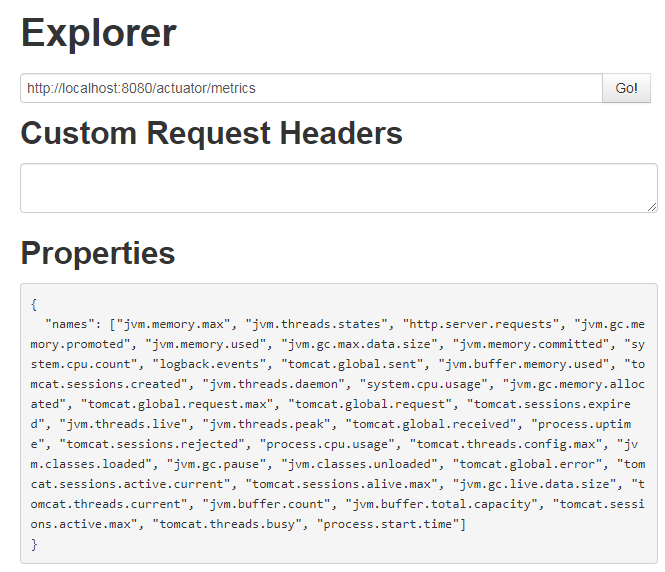 Explorer
http://localhost:8080/actuator/metrics Go!
Custom Request Headers
Properties
{
  "names": ["jvm.memory.max", "jvm.threads.states", "http.server.requests", "jvm.gc.me
mory.promoted", "jvm.memory.used", "jvm.gc.max.data.size", "jvm.memory.committed", "sy
stem.cpu.count", "logback.events", "tomcat.global.sent", "jvm.buffer.memory.used", "to
mcat.sessions.created", "jvm.threads.daemon", "system.cpu.usage", "jvm.gc.memory.alloc
ated", "tomcat.global.request.max", "tomcat.global.request", "tomcat.sessions.expire
d", "jvm.threads.live", "jvm.threads.peak", "tomcat.global.received", "process.uptim
e", "tomcat.sessions.rejected", "process.cpu.usage", "tomcat.threads.config.max", "jv
m.classes.loaded", "jvm.gc.pause", "jvm.classes.unloaded", "tomcat.global.error", "tom
cat.sessions.active.current", "tomcat.sessions.alive.max", "jvm.gc.live.data.size", "t
omcat.threads.current", "jvm.buffer.count", "jvm.buffer.total.capacity", "tomcat.sessi
ons.active.max", "tomcat.threads.busy", "process.start.time"]
}